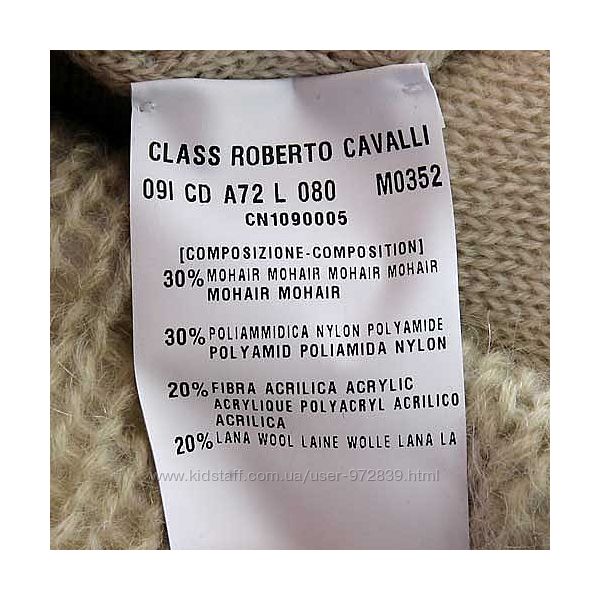 CLASS ROBERTO CAVALLI
09I CD A72 L 080 M0352
CN1090005
[COMPOSIZIONE-COMPOSITION]
30% MOHAIR MOHAIR MOHAIR MOHAIR
MOHAIR MOHAIR
30% POLIAMMIDICA NYLON POLYAMIDE
POLYAMID POLIAMIDA NYLON
20% FIBRA ACRILICA ACRYLIC
ACRYLIQUE POLYACRYL ACRILICO
ACRILICA
20% LANA WOOL LAINE WOLLE LANA LA
www.kidstaff.com.ua/user-972839.html